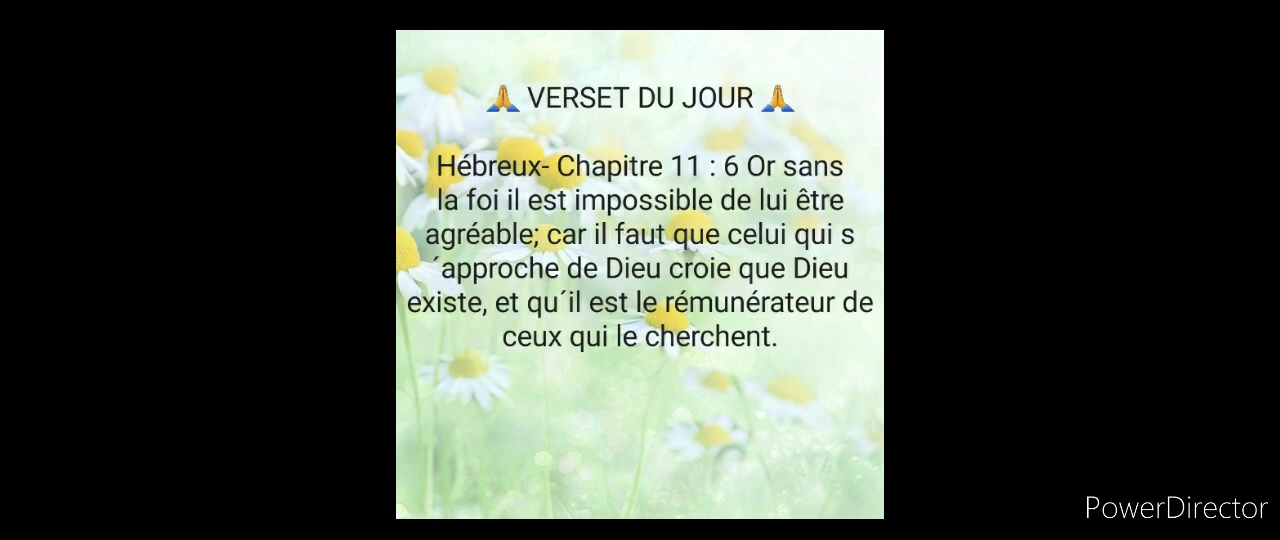 🙏 VERSET DU JOUR 🙏
Hébreux- Chapitre 11 : 6 Or sans
la foi il est impossible de lui être
agréable; car il faut que celui qui s
´approche de Dieu croie que Dieu
existe, et qu´il est le rémunérateur de
ceux qui le cherchent.
PowerDirector